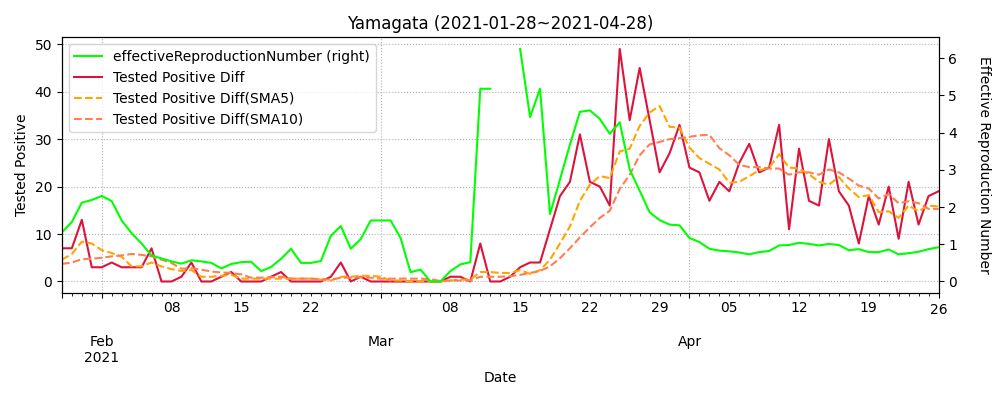 Yamagata (2021-01-28~2021-04-28)
effectiveReproductionNumber (right)
Tested Positive Diff
Tested Positive Diff(SMA5)
Tested Positive Diff(SMA10)
Tested Positive
50
40
30
20
10
0
6
5
4
3
2
1
0
Effective Reproduction Number
08 15 22 08 15 22 29 05 12 19 26
Feb Mar Apr
2021
Date